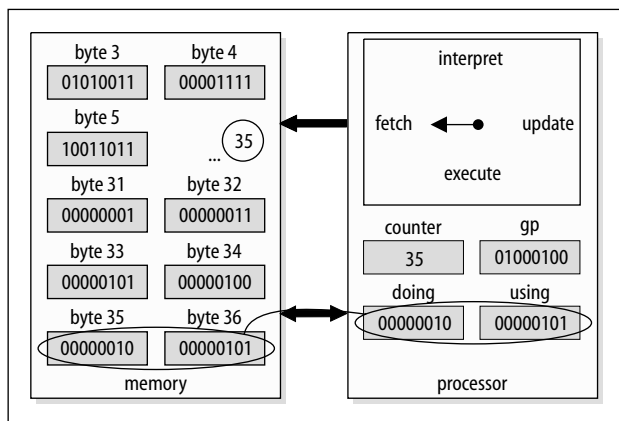 byte 3 byte 4
01010011 00001111
byte 5
10011011 ... 35
byte 31 byte 32
00000001 00000011
byte 33 byte 34
00000101 00000100
byte 35 byte 36
00000010 00000101
memory
interpret
fetch update
execute
counter gp
35 01000100
doing using
00000010 00000101
processor